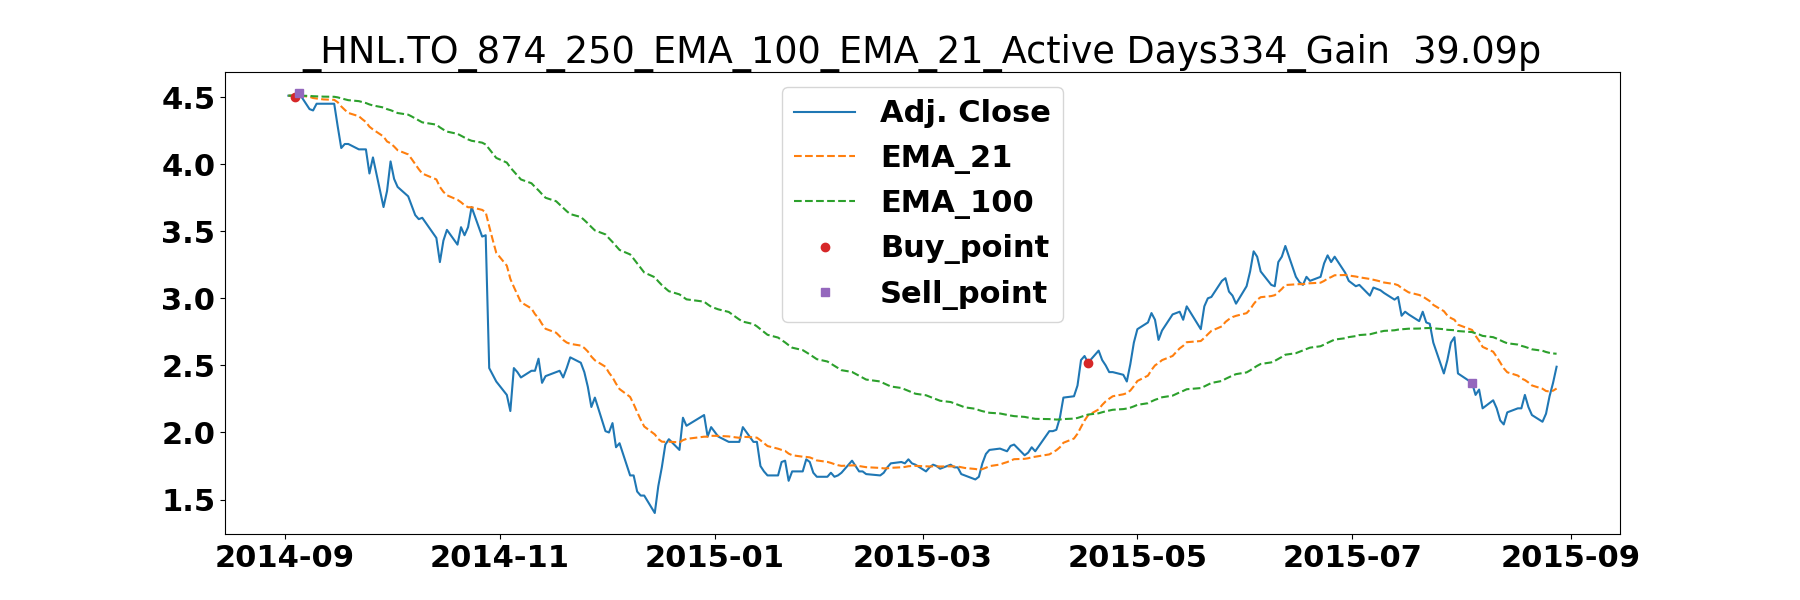 _HNL.TO_874_250_EMA_100_EMA_21_Active Days334_Gain  39.09p
4.5
4.0
3.5
3.0
2.5
2.0
1.5
Adj. Close
EMA_21
EMA_100
Buy_point
Sell_point
2014-09 2014-11 2015-01 2015-03 2015-05 2015-07 2015-09